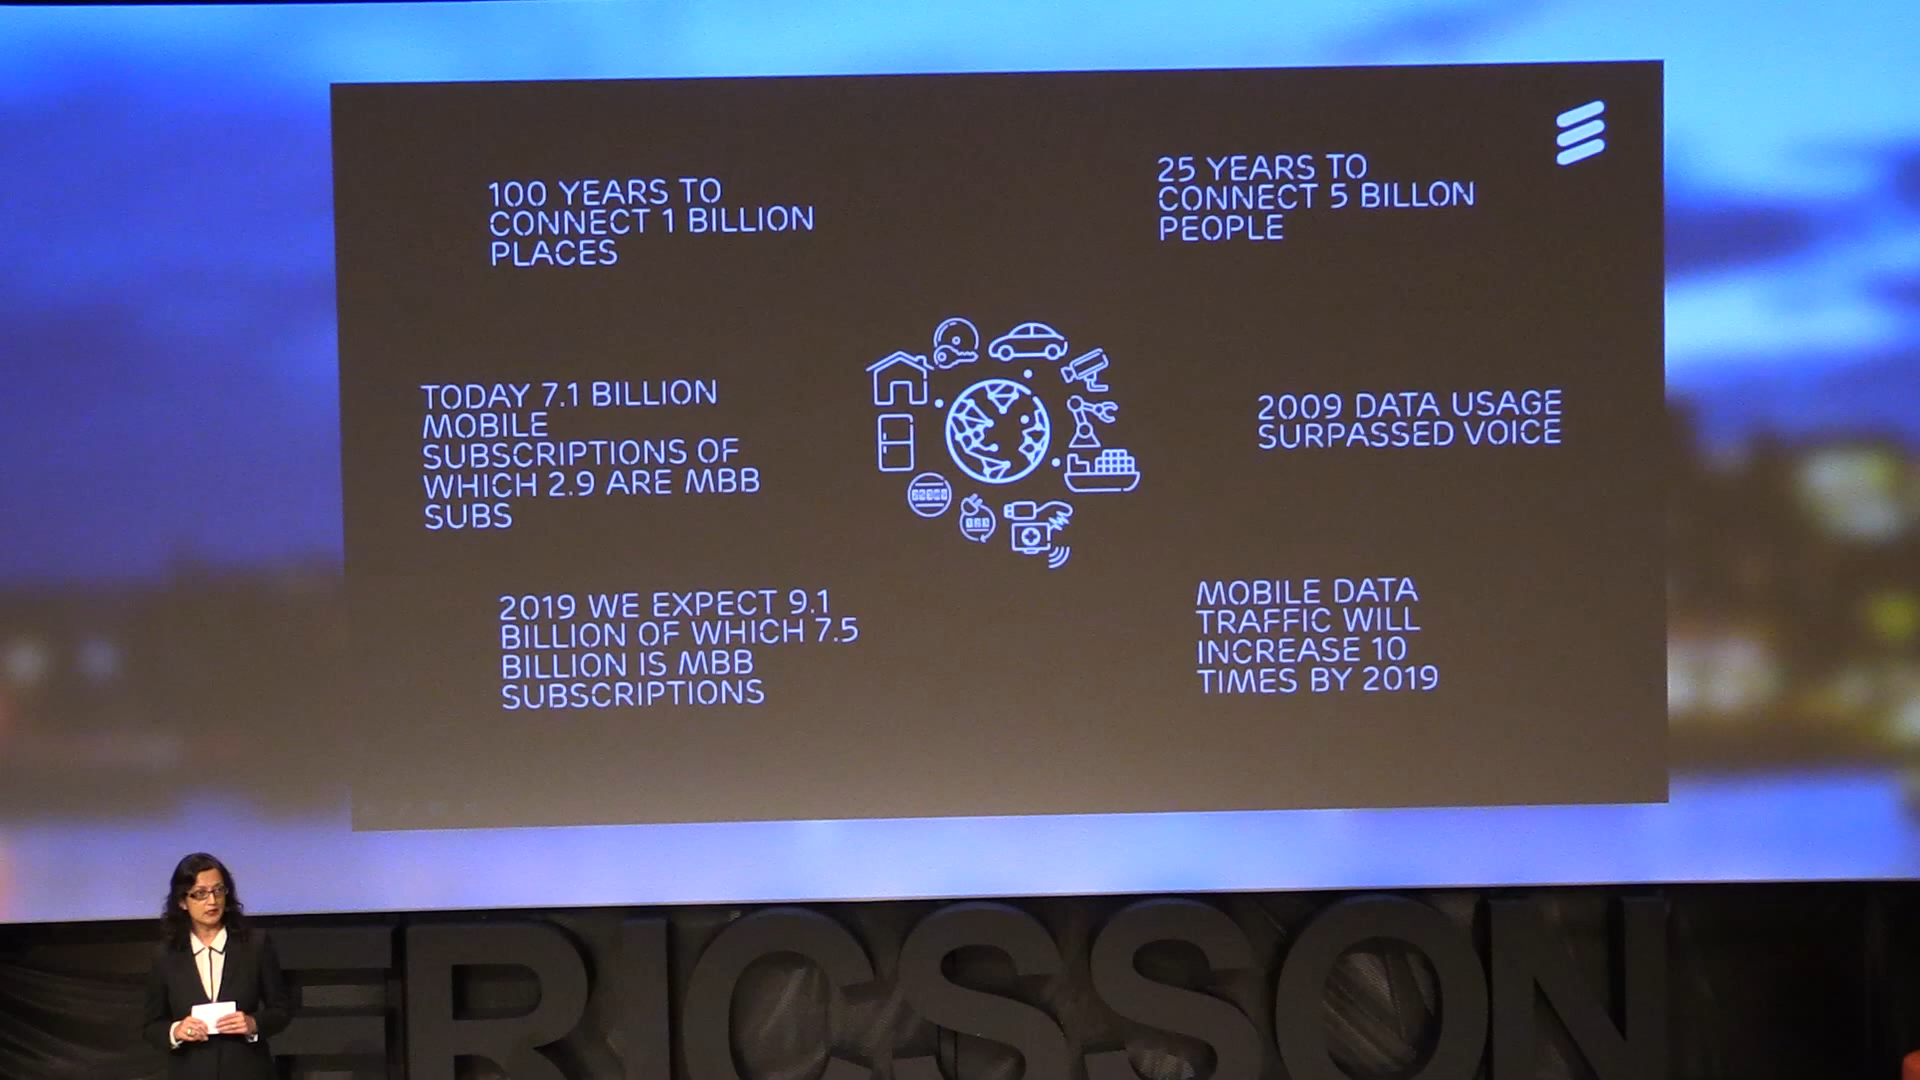 100 YEARS TO
CONNECT 1 BILLION
PLACES
25 YEARS TO
CONNECT 5 BILLON
PEOPLE
TODAY 7.1 BILLION
MOBILE
SUBSCRIPTIONS OF
WHICH 2.9 ARE MBB
SUBS
2009 DATA USAGE
SURPASSED VOICE
2019 WE EXPECT 9.1
BILLION OF WHICH 7.5
BILLION IS MBB
SUBSCRIPTIONS
MOBILE DATA
TRAFFIC WILL
INCREASE 10
TIMES BY 2019
ERICSSON